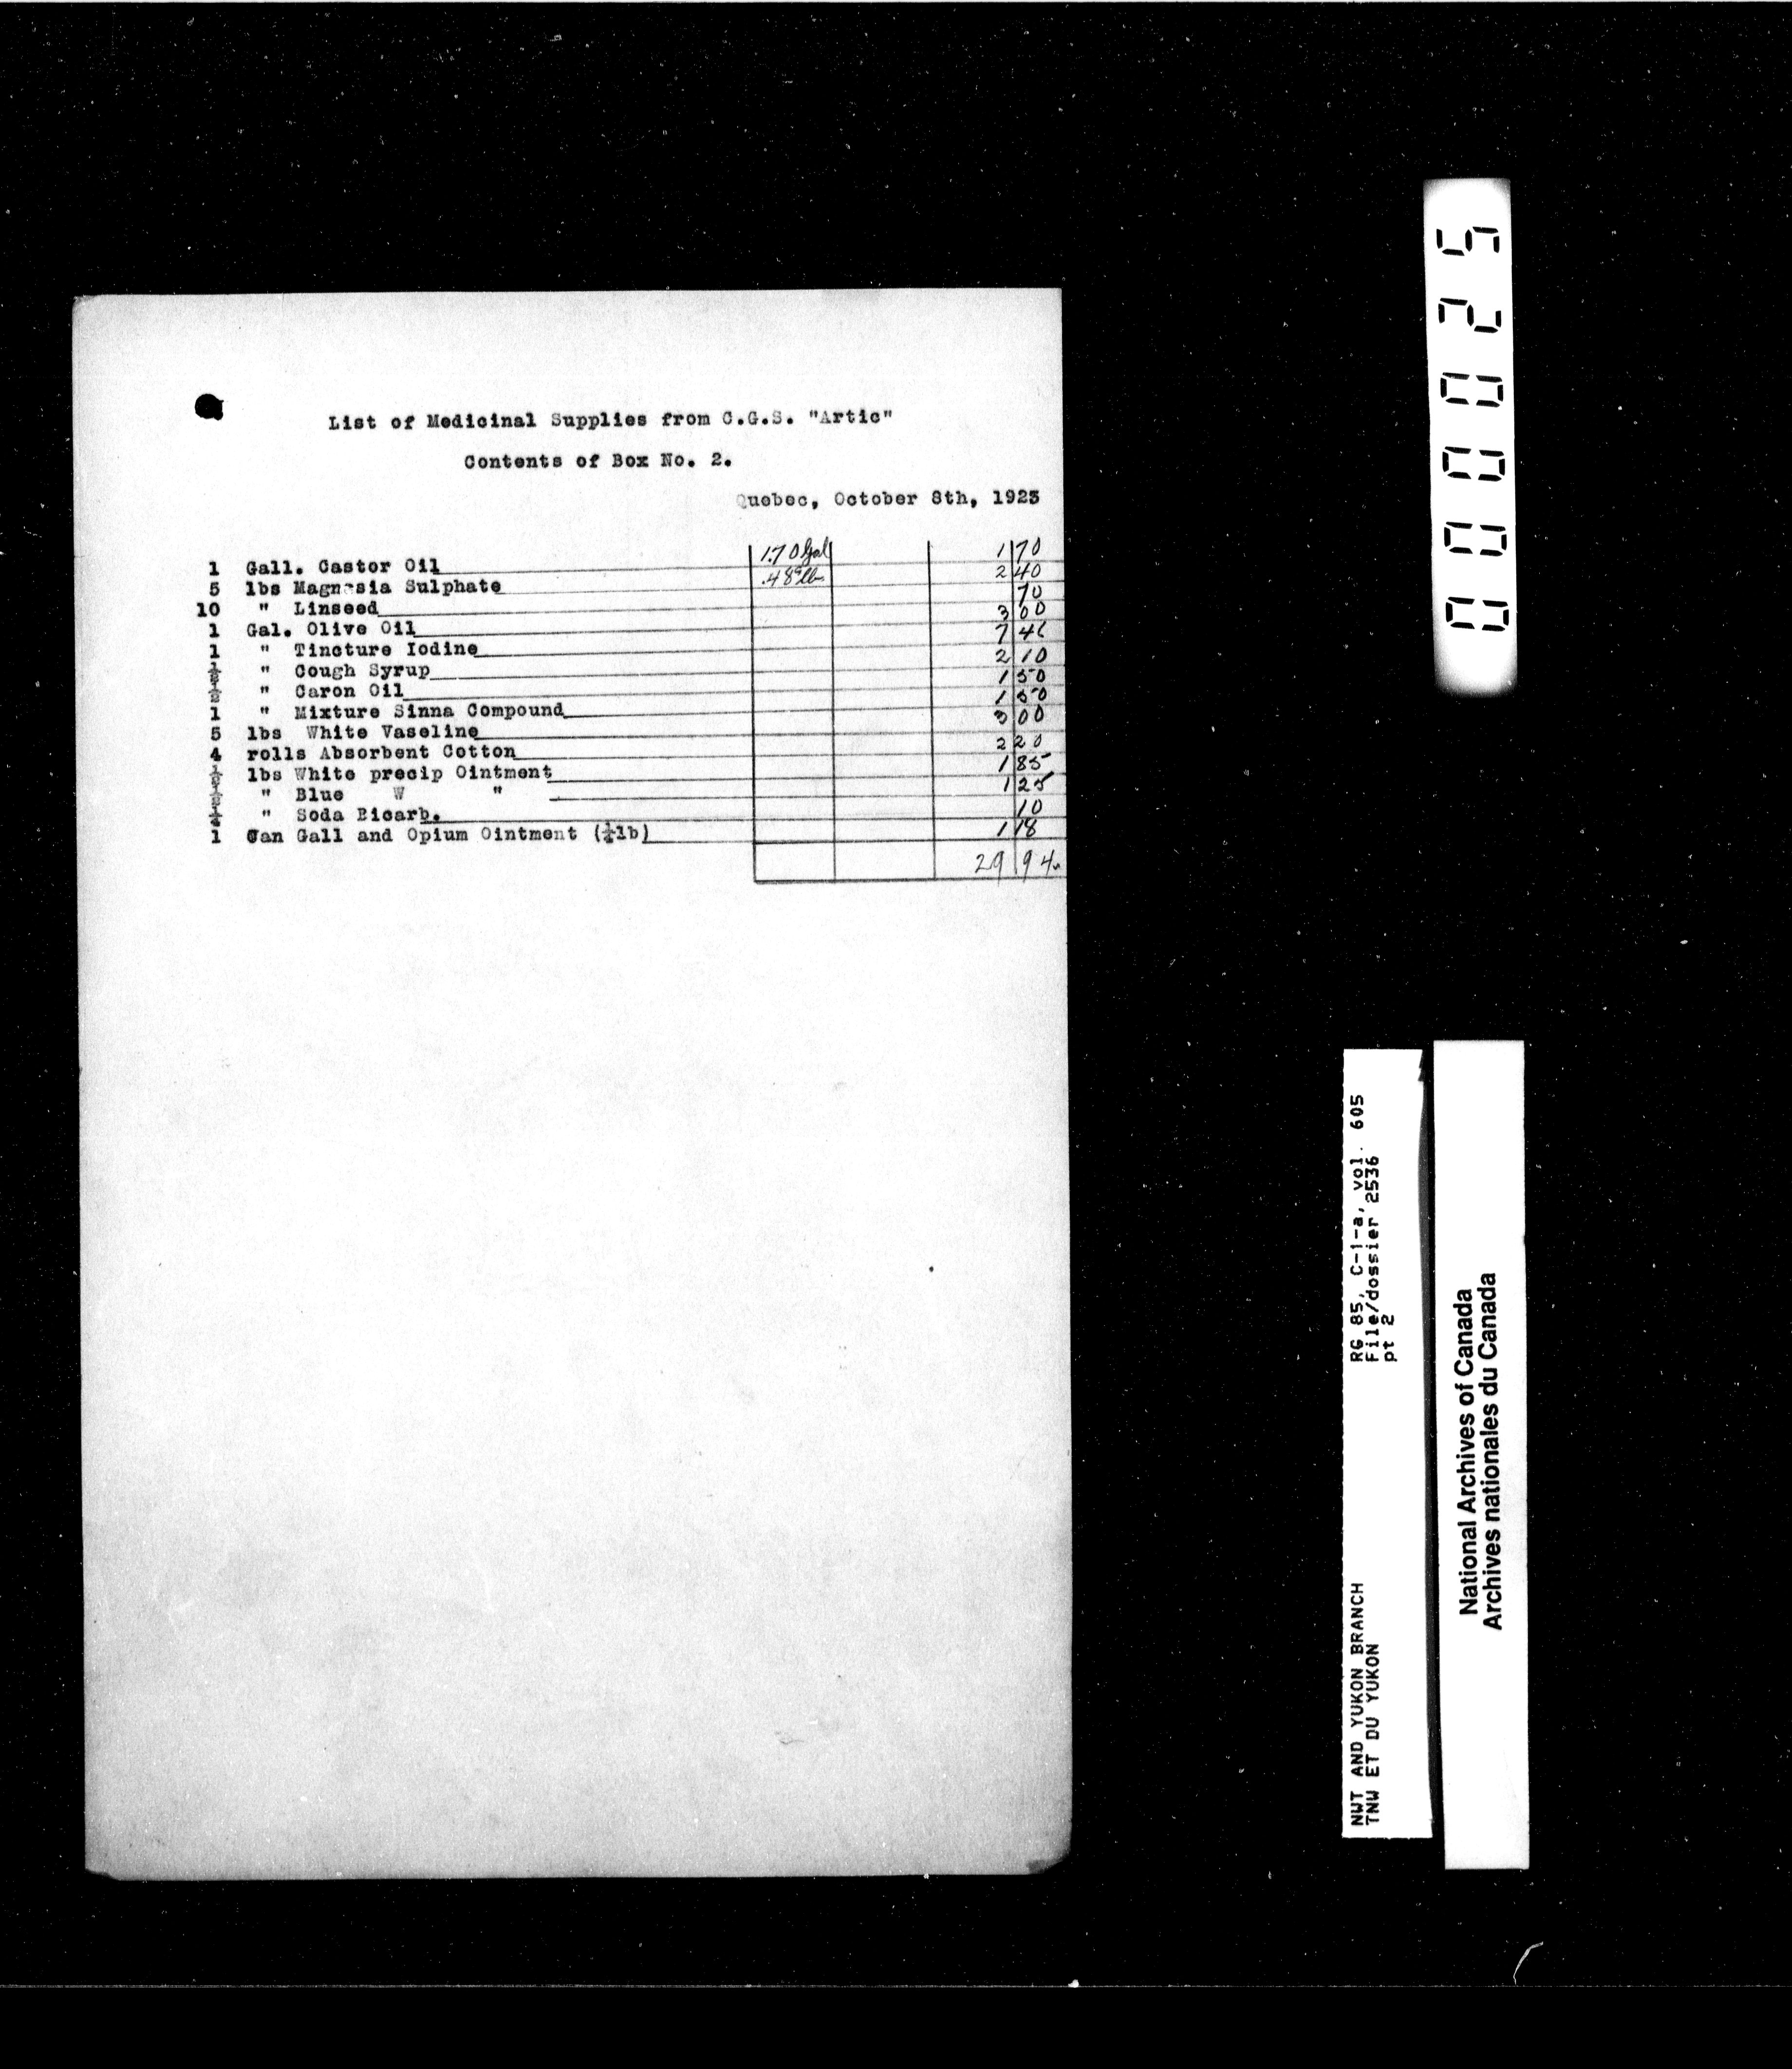 List of Medicinal Supplies from C.G.S. "Artic"
Contents of Box No. 2.
Quebec, October 8th, 1923
1 Gall. Castor Oil 1.70 Gal 1 70
5 lbs Magnesia Sulphate .48 lb 2 40
10 " Linseed 70
1 Gal. Olive Oil 3 00
1 " Tincture Iodine 7 46
½ " Cough Syrup 2 10
½ " Caron Oil 1 50
1 " Mixture Sinna Compound 1 50
5 lbs White Vaseline 3 00
4 rolls Absorbent Cotton 2 20
½ lbs White precip Ointment 1 85
½ " Blue W " 1 25
¼ " Soda Bicarb. 10
1 Can Gall and Opium Ointment (½lb) 1 18
29 94
00025
RG 85, C-1-a, vol. 605
File/dossier 2536
pt 2
NWT AND YUKON BRANCH
TNW ET DU YUKON
National Archives of Canada
Archives nationales du Canada